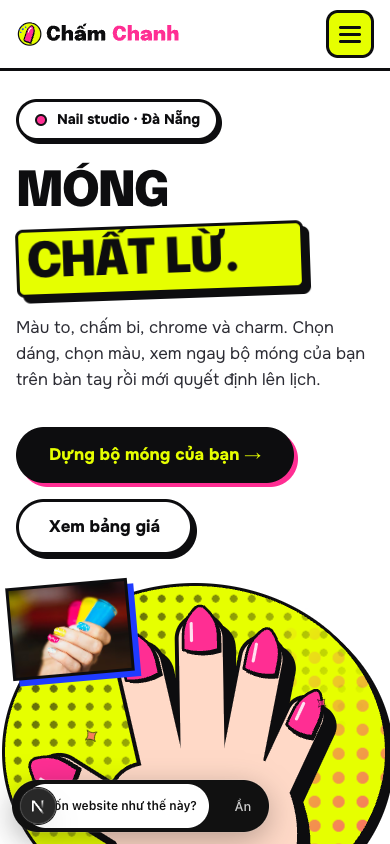 Chấm Chanh
Nail studio · Đà Nẵng
MÓNG
CHẤT LỪ.
Màu to, chấm bi, chrome và charm. Chọn
dáng, chọn màu, xem ngay bộ móng của bạn
trên bàn tay rồi mới quyết định lên lịch.
Dựng bộ móng của bạn →
Xem bảng giá
N
website như thế này?
Ẩn